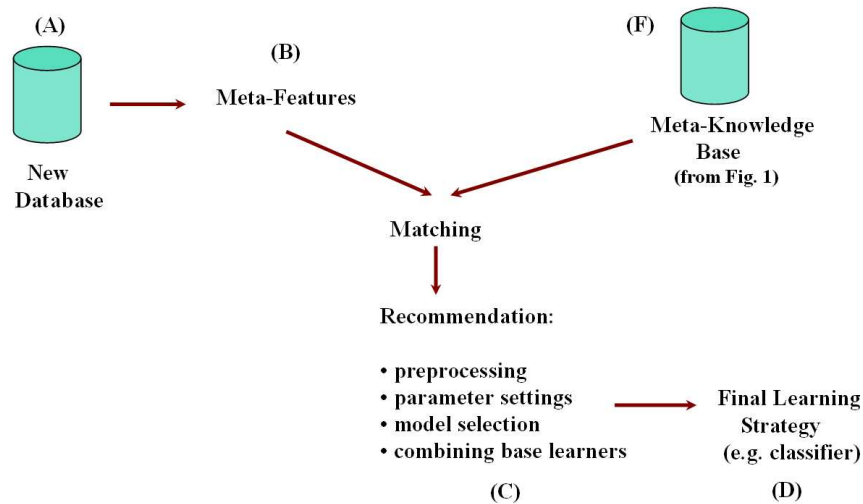 (A)
(F)
(B)
Meta-Features
New
Database
Meta-Knowledge
Base
(from Fig. 1)
Matching
Recommendation:
• preprocessing
• parameter settings
• model selection
• combining base learners
(C)
Final Learning
Strategy
(e.g. classifier)
(D)